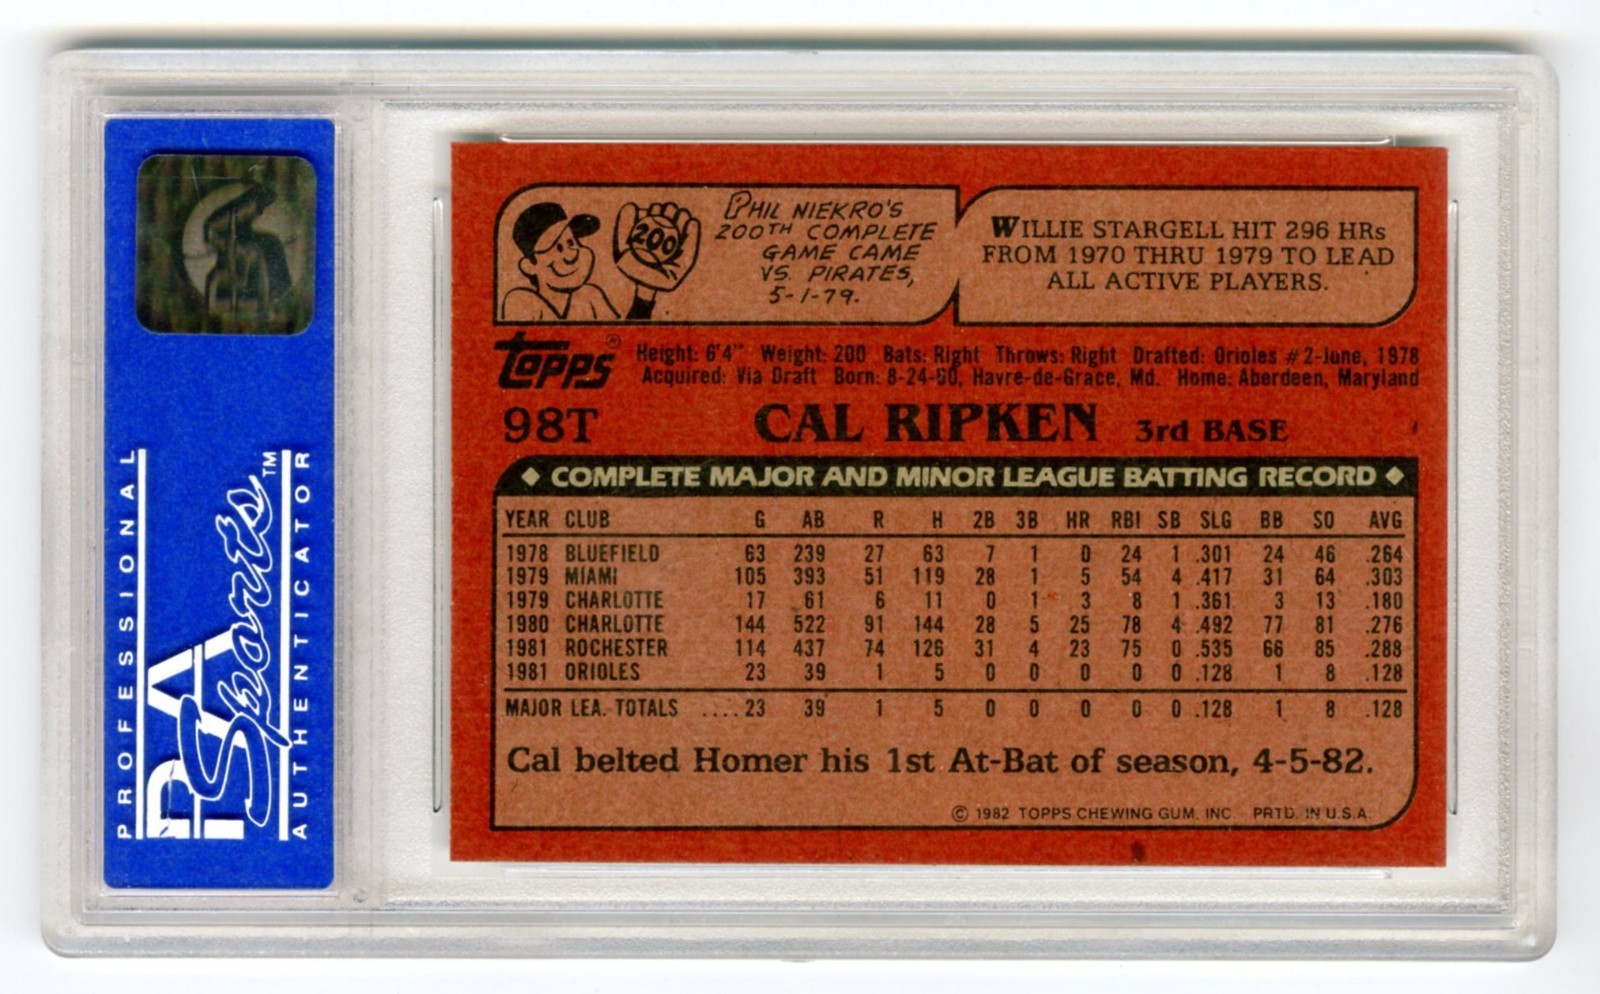 PROFESSIONAL
PSA
Sports™
AUTHENTICATOR
PHIL NIEKRO'S
200TH COMPLETE
GAME CAME
VS. PIRATES,
5-1-79.
200
WILLIE STARGELL HIT 296 HRs
FROM 1970 THRU 1979 TO LEAD
ALL ACTIVE PLAYERS.
TOPPS®
Height: 6'4" Weight: 200 Bats: Right Throws: Right Drafted: Orioles #2-June, 1978
Acquired: Via Draft Born: 8-24-60, Havre-de-Grace, Md. Home: Aberdeen, Maryland
98T CAL RIPKEN 3rd BASE
◆ COMPLETE MAJOR AND MINOR LEAGUE BATTING RECORD ◆
YEAR CLUB G AB R H 2B 3B HR RBI SB SLG BB SO AVG
1978 BLUEFIELD 63 239 27 63 7 1 0 24 1 .301 24 46 .264
1979 MIAMI 105 393 51 119 28 1 5 54 4 .417 31 64 .303
1979 CHARLOTTE 17 61 6 11 0 1 3 8 1 .361 3 13 .180
1980 CHARLOTTE 144 522 91 144 28 5 25 78 4 .492 77 81 .276
1981 ROCHESTER 114 437 74 126 31 4 23 75 0 .535 66 85 .288
1981 ORIOLES 23 39 1 5 0 0 0 0 0 .128 1 8 .128
MAJOR LEA. TOTALS ....23 39 1 5 0 0 0 0 0 .128 1 8 .128
Cal belted Homer his 1st At-Bat of season, 4-5-82.
© 1982 TOPPS CHEWING GUM, INC. PRTD. IN U.S.A.